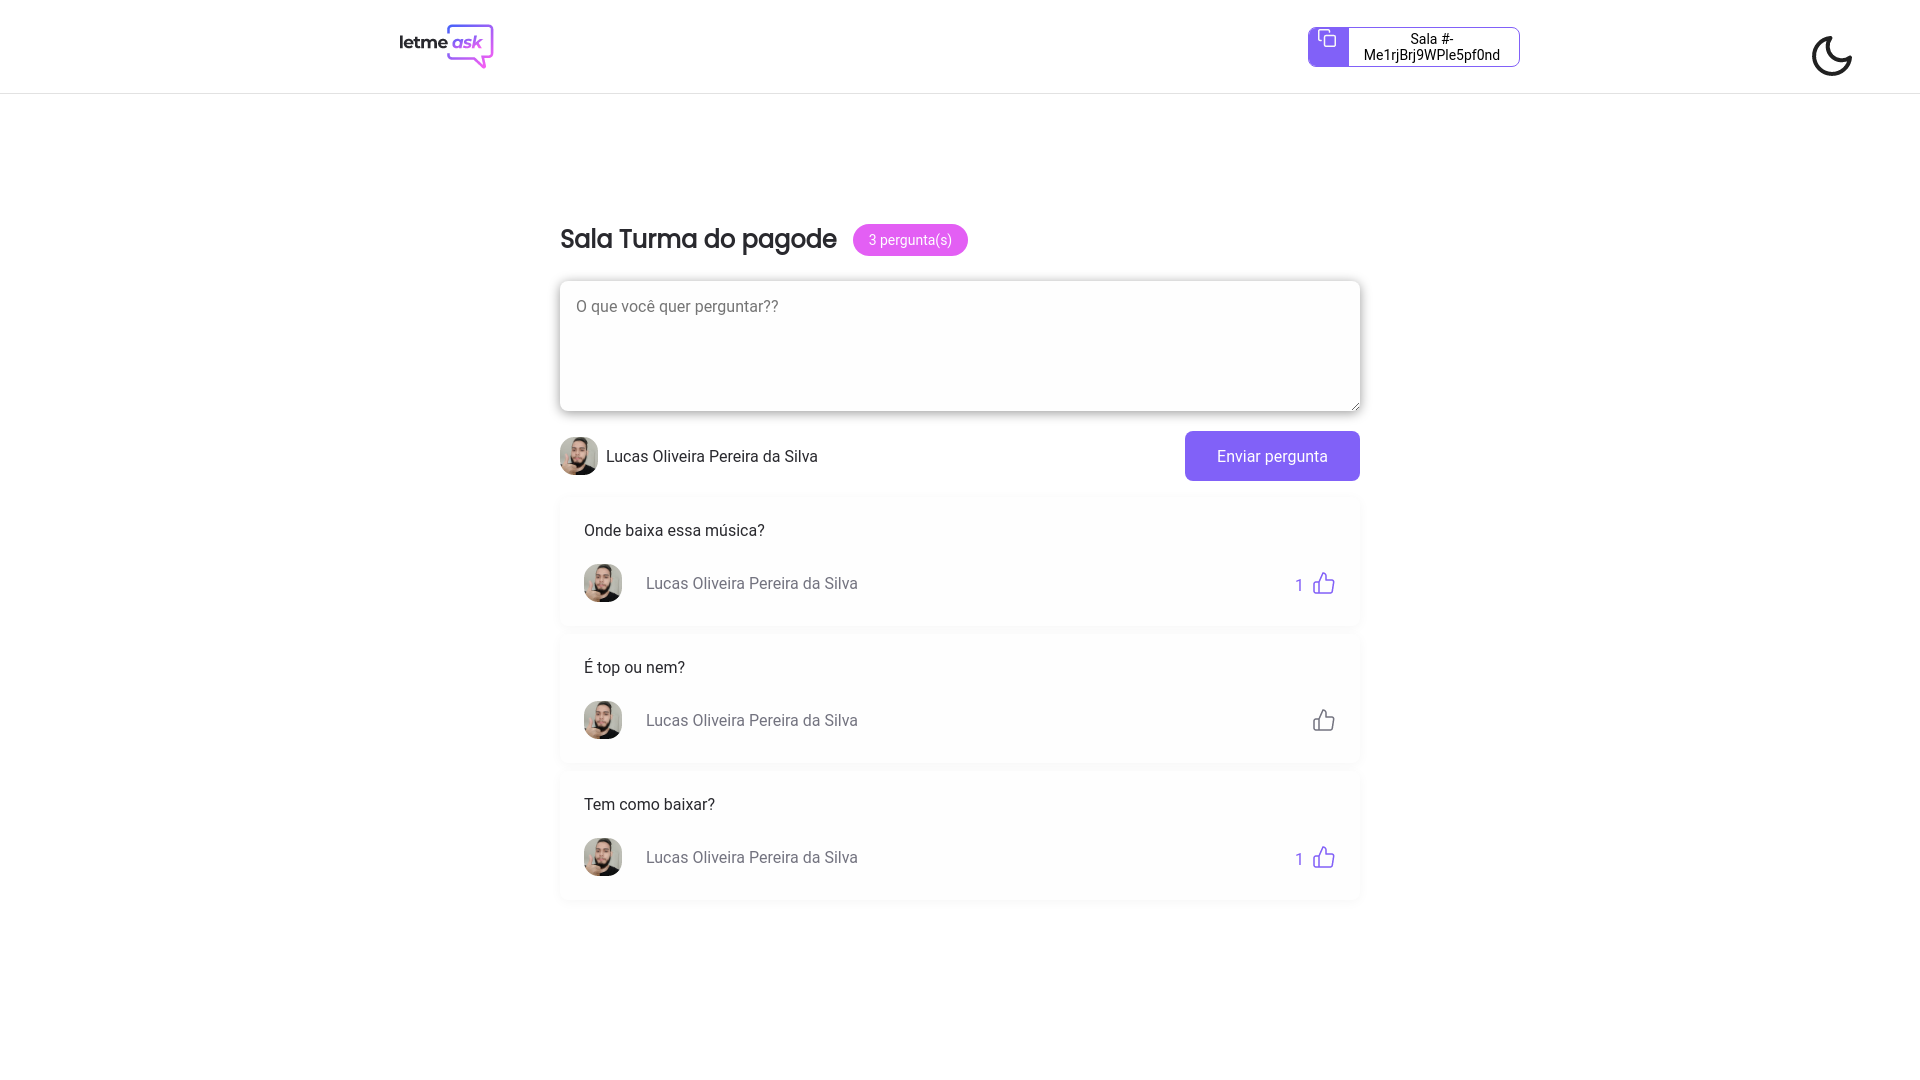 letme ask
Sala #-
Me1rjBrj9WPle5pf0nd
Sala Turma do pagode
3 pergunta(s)
O que você quer perguntar??
Lucas Oliveira Pereira da Silva
Enviar pergunta
Onde baixa essa música?
Lucas Oliveira Pereira da Silva
1
É top ou nem?
Lucas Oliveira Pereira da Silva
Tem como baixar?
Lucas Oliveira Pereira da Silva
1